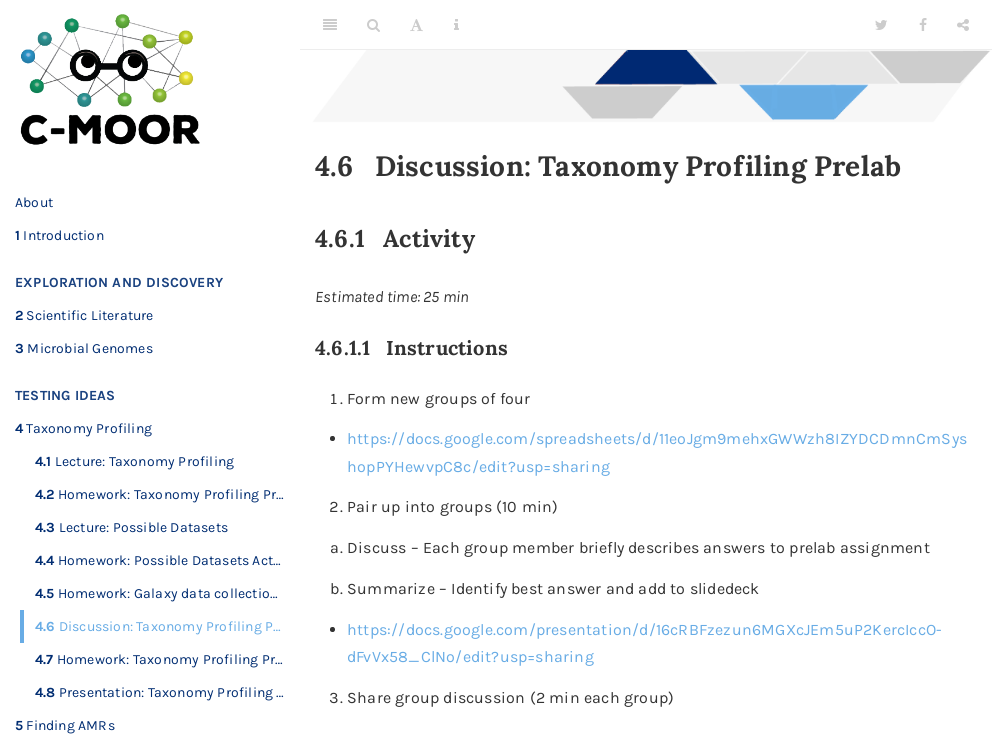 C-MOOR
About
1 Introduction
EXPLORATION AND DISCOVERY
2 Scientific Literature
3 Microbial Genomes
TESTING IDEAS
4 Taxonomy Profiling
4.1 Lecture: Taxonomy Profiling
4.2 Homework: Taxonomy Profiling Pr...
4.3 Lecture: Possible Datasets
4.4 Homework: Possible Datasets Act...
4.5 Homework: Galaxy data collectio...
4.6 Discussion: Taxonomy Profiling P...
4.7 Homework: Taxonomy Profiling Pr...
4.8 Presentation: Taxonomy Profiling ...
5 Finding AMRs
4.6 Discussion: Taxonomy Profiling Prelab
4.6.1 Activity
Estimated time: 25 min
4.6.1.1 Instructions
1. Form new groups of four
• https://docs.google.com/spreadsheets/d/11eoJgm9mehxGWWzh8IZYDCDmnCmSys
hopPYHewvpC8c/edit?usp=sharing
2. Pair up into groups (10 min)
a. Discuss – Each group member briefly describes answers to prelab assignment
b. Summarize – Identify best answer and add to slidedeck
• https://docs.google.com/presentation/d/16cRBFzezun6MGXcJEm5uP2KercIccO-
dFvVx58_ClNo/edit?usp=sharing
3. Share group discussion (2 min each group)